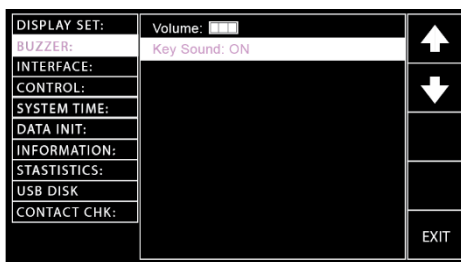 DISPLAY SET:
BUZZER:
INTERFACE:
CONTROL:
SYSTEM TIME:
DATA INIT:
INFORMATION:
STASTISTICS:
USB DISK
CONTACT CHK:
Volume:
Key Sound: ON
EXIT